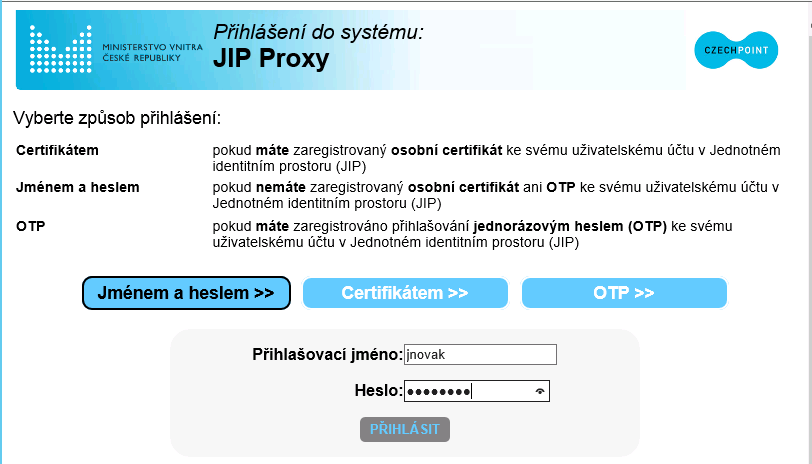 MINISTERSTVO VNITRA
ČESKÉ REPUBLIKY
Přihlášení do systému:
JIP Proxy
CZECHPOINT
Vyberte způsob přihlášení:
Certifikátem pokud máte zaregistrovaný osobní certifikát ke svému uživatelskému účtu v Jednotném
identitním prostoru (JIP)
Jménem a heslem pokud nemáte zaregistrovaný osobní certifikát ani OTP ke svému uživatelskému účtu v
Jednotném identitním prostoru (JIP)
OTP pokud máte zaregistrováno přihlašování jednorázovým heslem (OTP) ke svému
uživatelskému účtu v Jednotném identitním prostoru (JIP)
Jménem a heslem >> Certifikátem >> OTP >>
Přihlašovací jméno: jnovak
Heslo: ●●●●●●●●
PŘIHLÁSIT